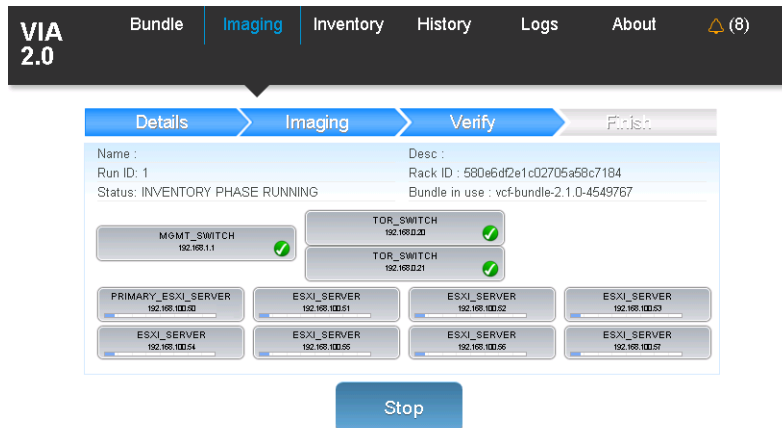 VIA 2.0
Bundle
Imaging
Inventory
History
Logs
About
(8)
Details
Imaging
Verify
Finish
Name :
Desc :
Run ID: 1
Rack ID : 580e6df2e1c02705a58c7184
Status: INVENTORY PHASE RUNNING
Bundle in use : vcf-bundle-2.1.0-4549767
MGMT_SWITCH
192.168.1.1
TOR_SWITCH
192.168.0.20
TOR_SWITCH
192.168.0.21
PRIMARY_ESXI_SERVER
192.168.100.50
ESXI_SERVER
192.168.100.51
ESXI_SERVER
192.168.100.52
ESXI_SERVER
192.168.100.53
ESXI_SERVER
192.168.100.54
ESXI_SERVER
192.168.100.55
ESXI_SERVER
192.168.100.56
ESXI_SERVER
192.168.100.57
Stop